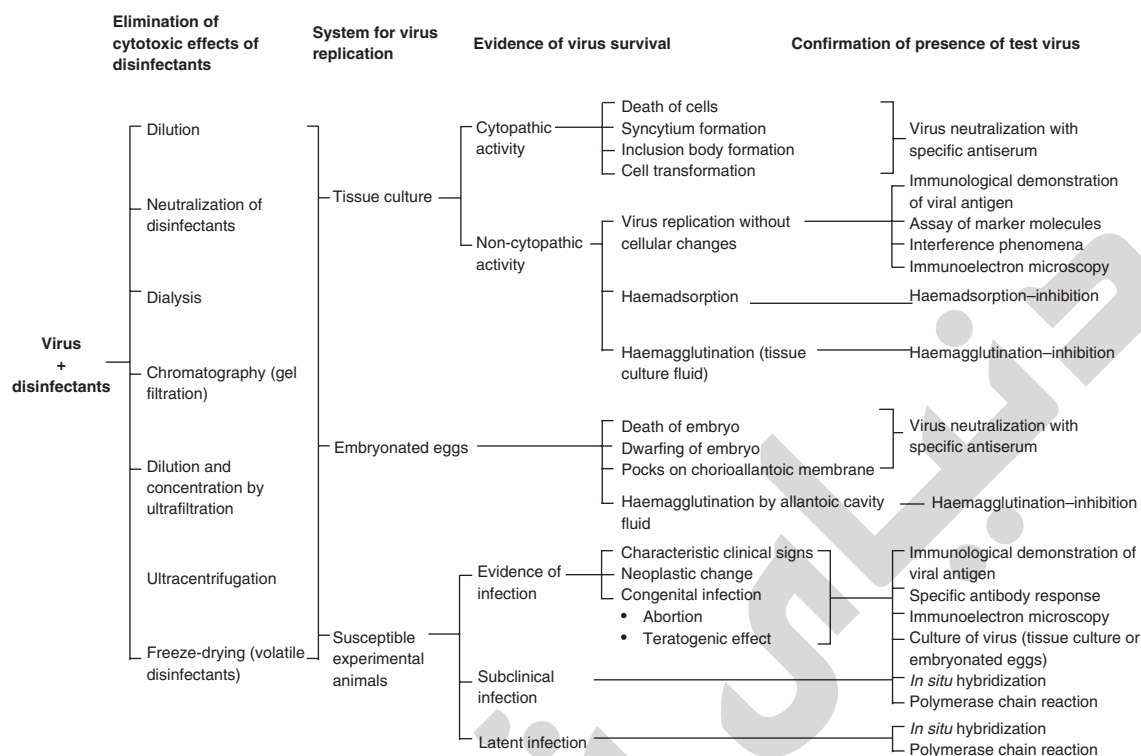 Elimination of
cytotoxic effects of
disinfectants
System for virus
replication
Evidence of virus survival
Confirmation of presence of test virus
Virus
+
disinfectants
Dilution
Neutralization of
disinfectants
Dialysis
Chromatography (gel
filtration)
Dilution and
concentration by
ultrafiltration
Ultracentrifugation
Freeze-drying (volatile
disinfectants)
Tissue culture
Cytopathic
activity
Death of cells
Syncytium formation
Inclusion body formation
Cell transformation
Virus neutralization with
specific antiserum
Non-cytopathic
activity
Virus replication without
cellular changes
Immunological demonstration
of viral antigen
Assay of marker molecules
Interference phenomena
Immunoelectron microscopy
Haemadsorption
Haemadsorption–inhibition
Haemagglutination (tissue
culture fluid)
Haemagglutination–inhibition
Embryonated eggs
Death of embryo
Dwarfing of embryo
Pocks on chorioallantoic membrane
Virus neutralization with
specific antiserum
Haemagglutination by allantoic cavity
fluid
Haemagglutination–inhibition
Susceptible
experimental
animals
Evidence of
infection
Characteristic clinical signs
Neoplastic change
Congenital infection
• Abortion
• Teratogenic effect
Immunological demonstration of
viral antigen
Specific antibody response
Immunoelectron microscopy
Culture of virus (tissue culture or
embryonated eggs)
In situ hybridization
Polymerase chain reaction
Subclinical
infection
Latent infection
In situ hybridization
Polymerase chain reaction